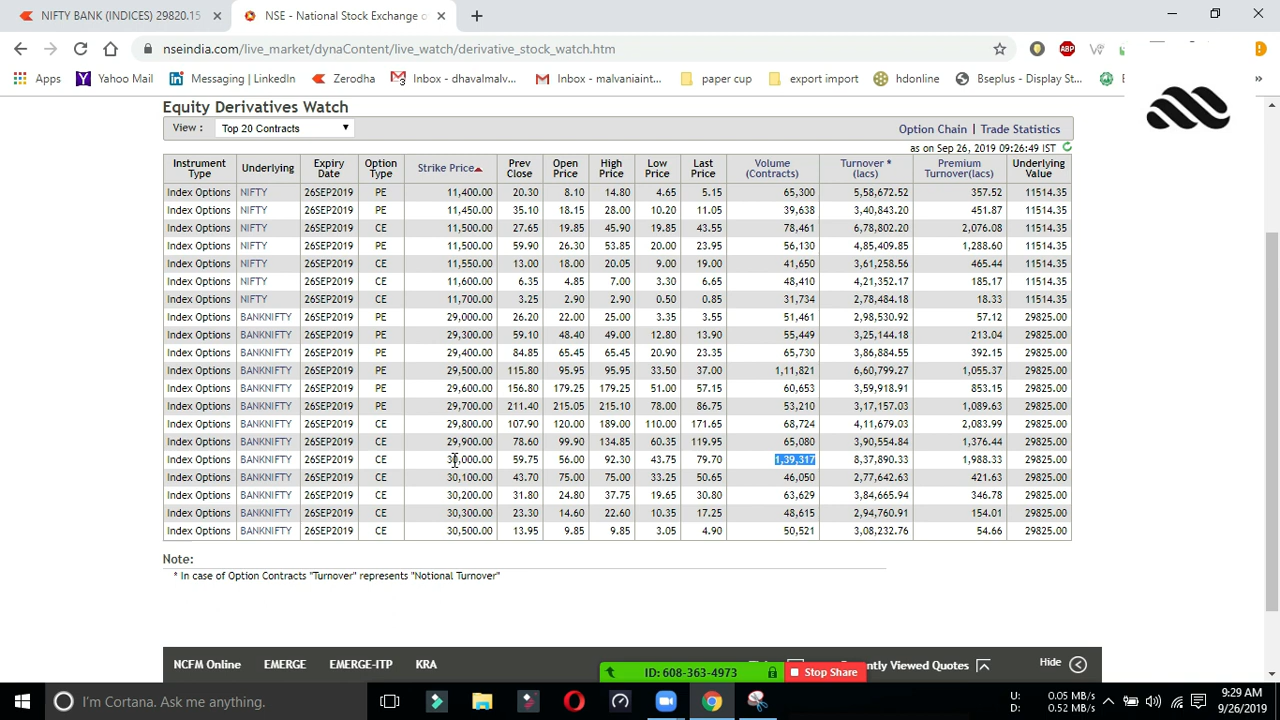 NIFTY BANK (INDICES) 29820.15
NSE - National Stock Exchange o
nseindia.com/live_market/dynaContent/live_watch/derivative_stock_watch.htm
ABP
Apps Yahoo Mail Messaging | LinkedIn Zerodha Inbox - dhavalmalv... Inbox - malvaniaint... paper cup export import hdonline Bseplus - Display St...
Equity Derivatives Watch
View : Top 20 Contracts Option Chain | Trade Statistics
as on Sep 26, 2019 09:26:49 IST
Instrument Type Underlying Expiry Date Option Type Strike Price Prev Close Open Price High Price Low Price Last Price Volume (Contracts) Turnover * (lacs) Premium Turnover(lacs) Underlying Value
Index Options NIFTY 26SEP2019 PE 11,400.00 20.30 8.10 14.80 4.65 5.15 65,300 5,58,672.52 357.52 11514.35
Index Options NIFTY 26SEP2019 PE 11,450.00 35.10 18.15 28.00 10.20 11.05 39,638 3,40,843.20 451.87 11514.35
Index Options NIFTY 26SEP2019 CE 11,500.00 27.65 19.85 45.90 19.85 43.55 78,461 6,78,802.20 2,076.08 11514.35
Index Options NIFTY 26SEP2019 PE 11,500.00 59.90 26.30 53.85 20.00 23.95 56,130 4,85,409.85 1,288.60 11514.35
Index Options NIFTY 26SEP2019 CE 11,550.00 13.00 18.00 20.05 9.00 19.00 41,650 3,61,258.56 465.44 11514.35
Index Options NIFTY 26SEP2019 CE 11,600.00 6.35 4.85 7.00 3.30 6.65 48,410 4,21,352.17 185.17 11514.35
Index Options NIFTY 26SEP2019 CE 11,700.00 3.25 2.90 2.90 0.50 0.85 31,734 2,78,484.18 18.33 11514.35
Index Options BANKNIFTY 26SEP2019 PE 29,000.00 26.20 22.00 25.00 3.35 3.55 51,461 2,98,530.92 57.12 29825.00
Index Options BANKNIFTY 26SEP2019 PE 29,300.00 59.10 48.40 49.00 12.80 13.90 55,449 3,25,144.18 213.04 29825.00
Index Options BANKNIFTY 26SEP2019 PE 29,400.00 84.85 65.45 65.45 20.90 23.35 65,730 3,86,884.55 392.15 29825.00
Index Options BANKNIFTY 26SEP2019 PE 29,500.00 115.80 95.95 95.95 33.50 37.00 1,11,821 6,60,799.27 1,055.37 29825.00
Index Options BANKNIFTY 26SEP2019 PE 29,600.00 156.80 179.25 179.25 51.00 57.15 60,653 3,59,918.91 853.15 29825.00
Index Options BANKNIFTY 26SEP2019 PE 29,700.00 211.40 215.05 215.10 78.00 86.75 53,210 3,17,157.03 1,089.63 29825.00
Index Options BANKNIFTY 26SEP2019 CE 29,800.00 107.90 120.00 189.00 110.00 171.65 68,724 4,11,679.03 2,083.99 29825.00
Index Options BANKNIFTY 26SEP2019 CE 29,900.00 78.60 99.90 134.85 60.35 119.95 65,080 3,90,554.84 1,376.44 29825.00
Index Options BANKNIFTY 26SEP2019 CE 30,000.00 59.75 56.00 92.30 43.75 79.70 1,39,317 8,37,890.33 1,988.33 29825.00
Index Options BANKNIFTY 26SEP2019 CE 30,100.00 43.70 75.00 75.00 33.25 50.65 46,050 2,77,642.63 421.63 29825.00
Index Options BANKNIFTY 26SEP2019 CE 30,200.00 31.80 24.80 37.75 19.65 30.80 63,629 3,84,665.94 346.78 29825.00
Index Options BANKNIFTY 26SEP2019 CE 30,300.00 23.30 14.60 22.60 10.35 17.25 48,615 2,94,760.91 154.01 29825.00
Index Options BANKNIFTY 26SEP2019 CE 30,500.00 13.95 9.85 9.85 3.05 4.90 50,521 3,08,232.76 54.66 29825.00
Note:
* In case of Option Contracts "Turnover" represents "Notional Turnover"
NCFM Online EMERGE EMERGE-ITP KRA Viewed Quotes Hide
ID: 608-363-4973 Stop Share
I'm Cortana. Ask me anything.
U: 0.05 MB/s
D: 0.52 MB/s
9:29 AM
9/26/2019